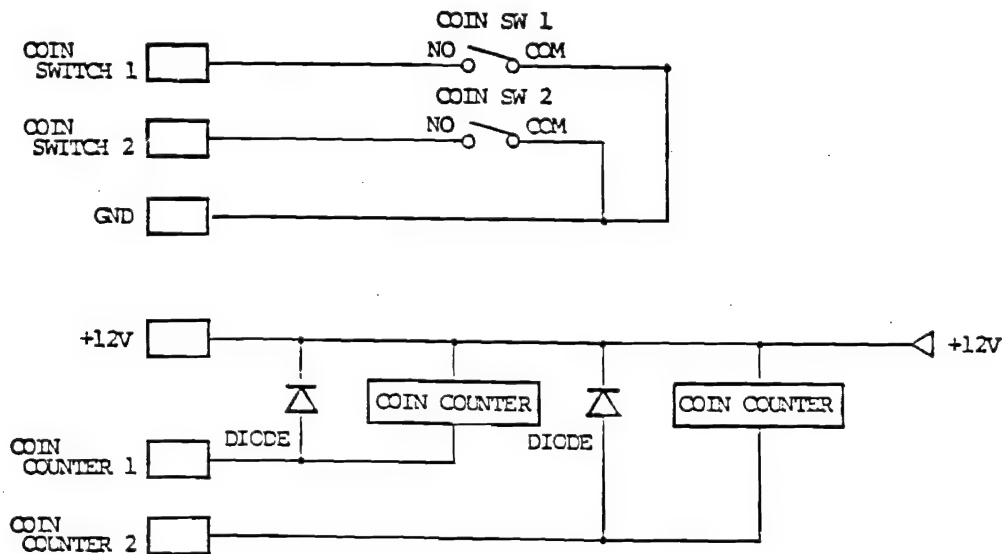 COIN SW 1
COIN
SWITCH 1
NO
COM
COIN SW 2
COIN
SWITCH 2
NO
COM
GND
+12V
+12V
COIN COUNTER
COIN COUNTER
DIODE
DIODE
COIN
COUNTER 1
COIN
COUNTER 2